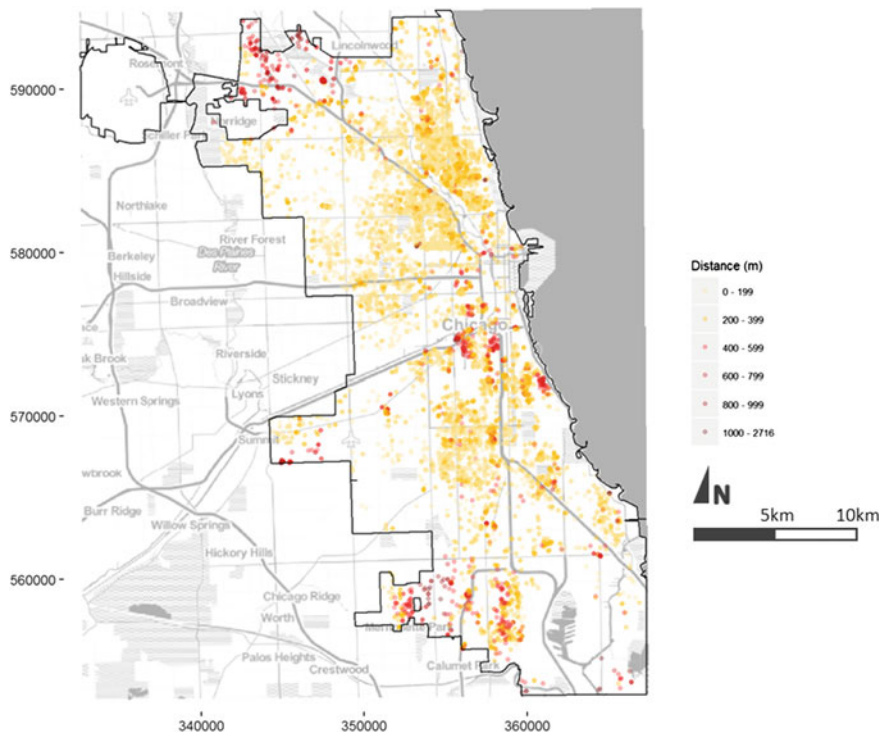 590000
580000
570000
560000
340000
350000
360000
Lincolnwood
Rosemont
Norridge
Schiller Park
Northlake
River Forest
Berkeley
Des Plaines
River
Hillside
Broadview
Chicago
Riverside
Oak Brook
Stickney
Lyons
Western Springs
Summit
Burr Ridge
Willow Springs
Hickory Hills
Chicago Ridge
Worth
Merrionette Park
Palos Heights
Calumet Park
Crestwood
Distance (m)
0 - 199
200 - 399
400 - 599
600 - 799
800 - 999
1000 - 2716
N
5km
10km